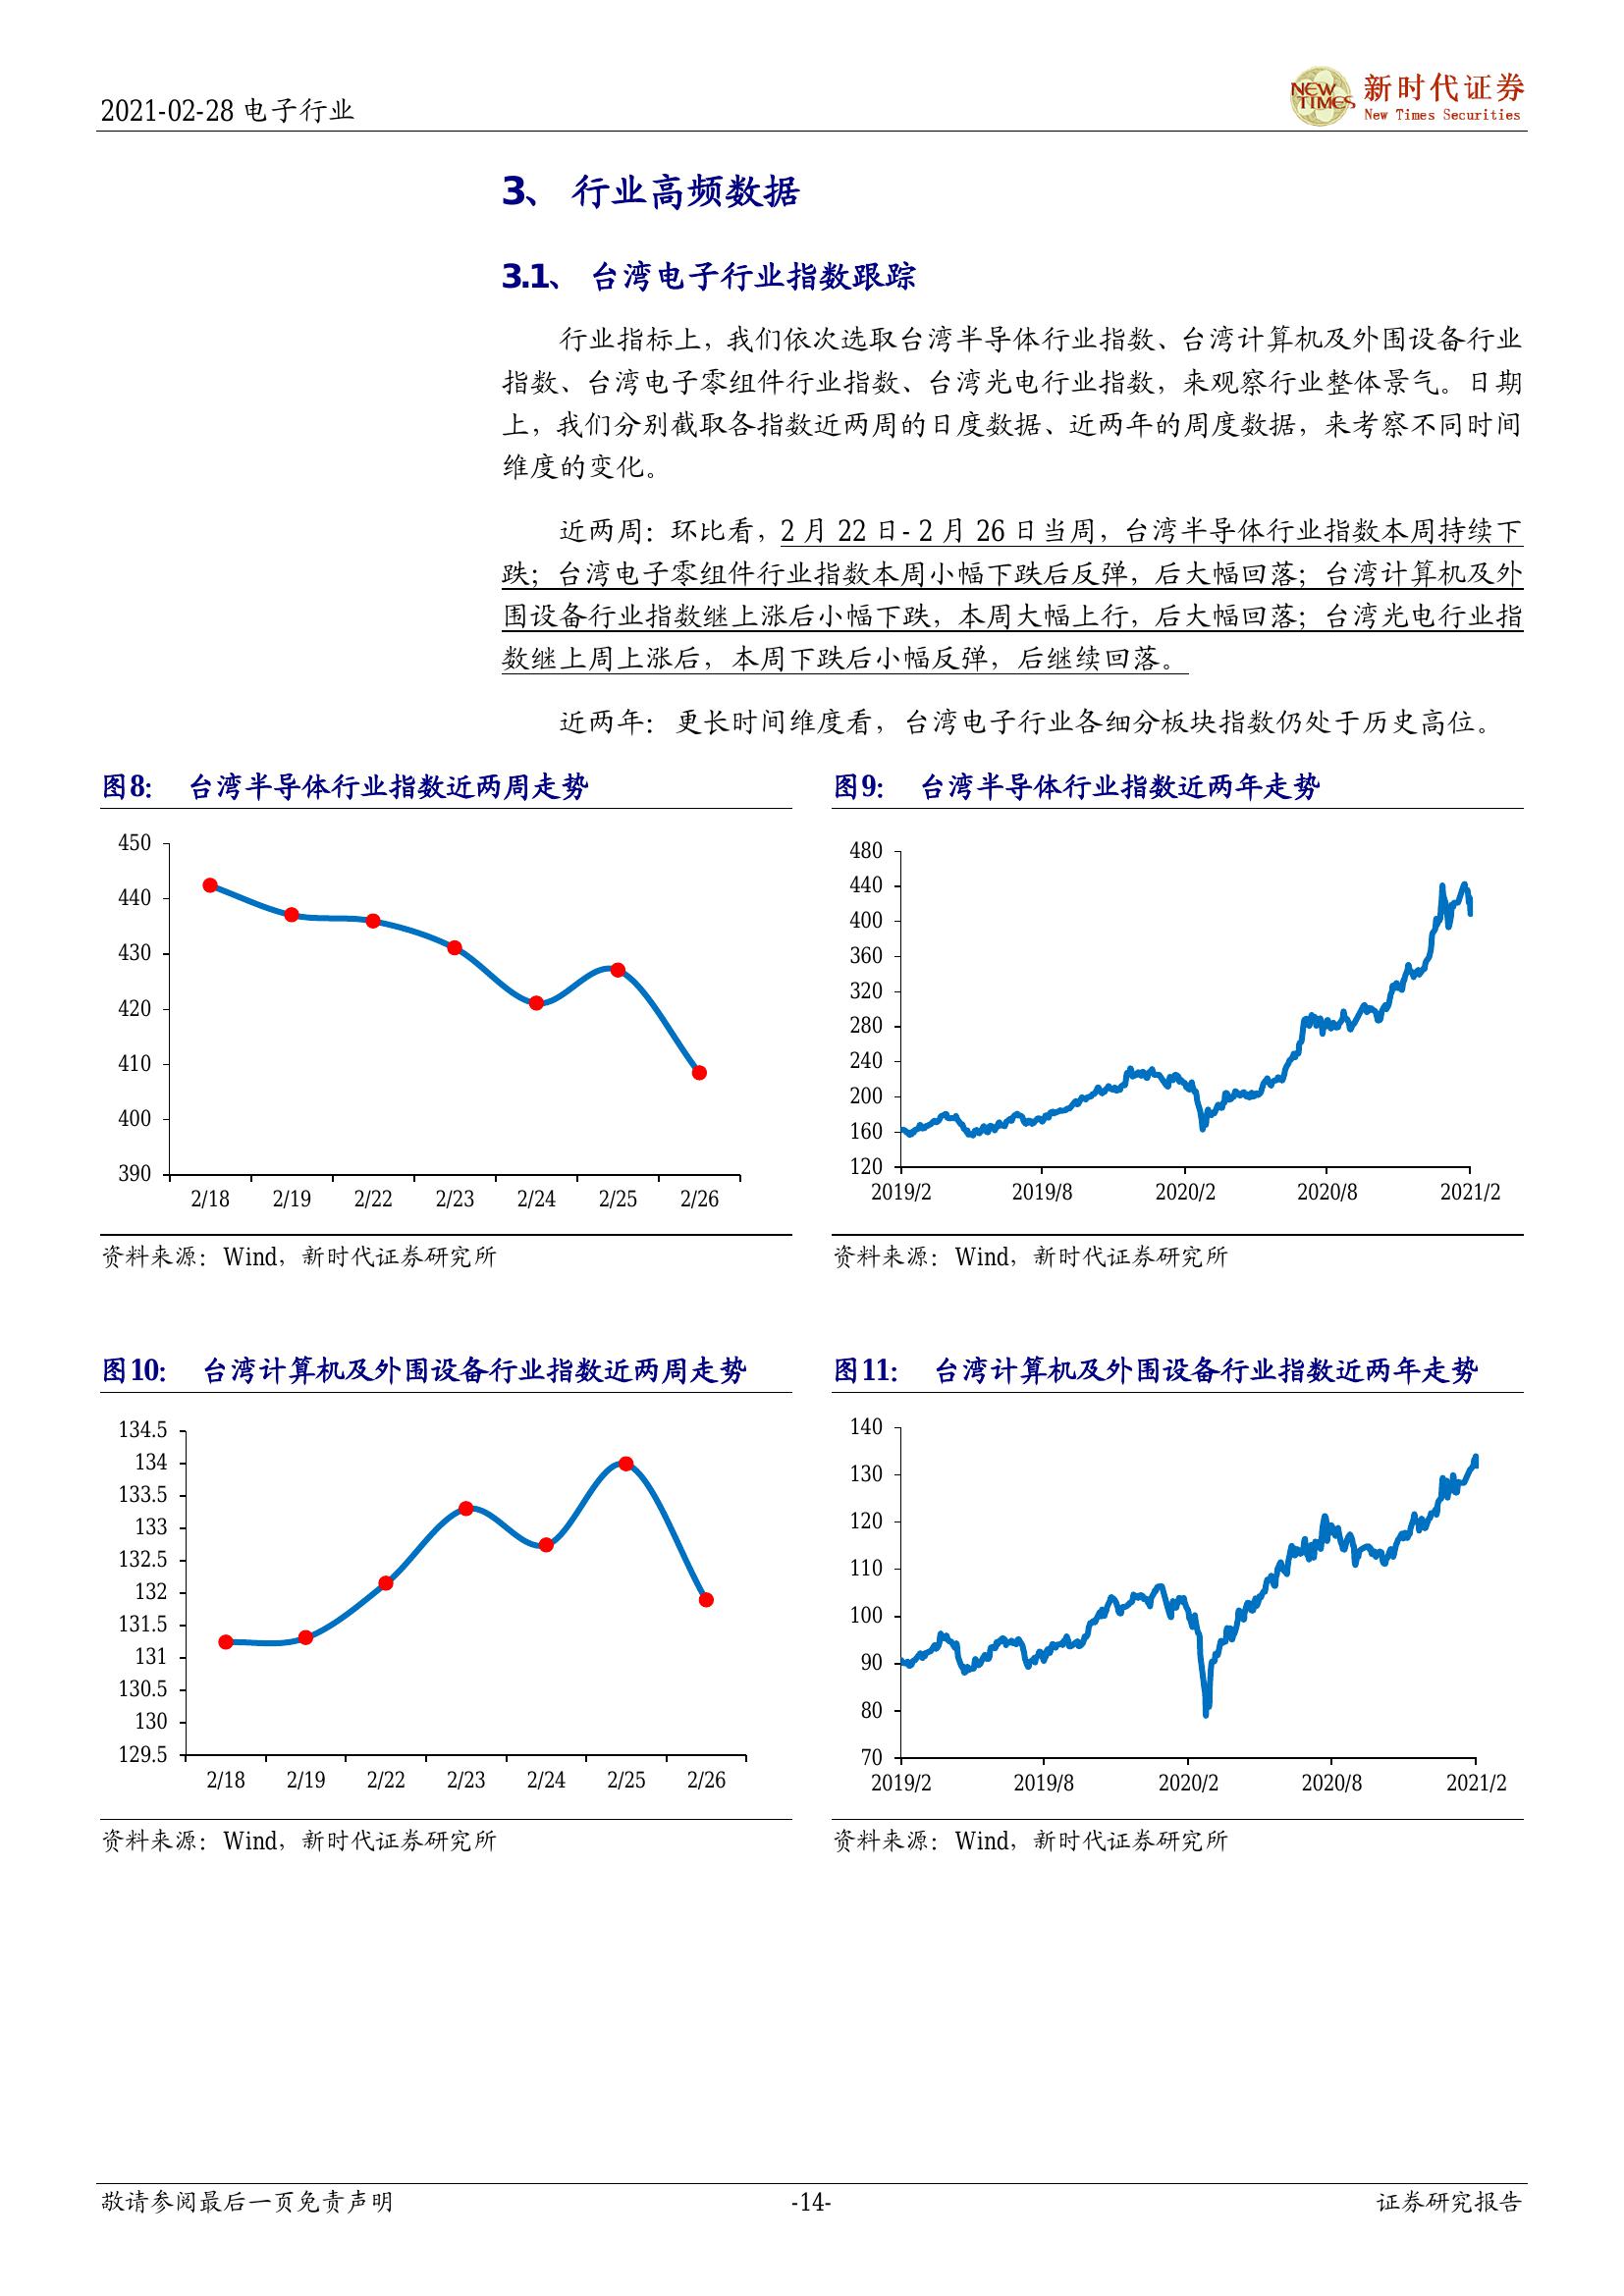 2021-02-28 电子行业
NEW TIMES
新时代证券
New Times Securities
3、 行业高频数据
3.1、 台湾电子行业指数跟踪
行业指标上，我们依次选取台湾半导体行业指数、台湾计算机及外围设备行业
指数、台湾电子零组件行业指数、台湾光电行业指数，来观察行业整体景气。日期
上，我们分别截取各指数近两周的日度数据、近两年的周度数据，来考察不同时间
维度的变化。
近两周：环比看，2 月 22 日- 2 月 26 日当周，台湾半导体行业指数本周持续下
跌；台湾电子零组件行业指数本周小幅下跌后反弹，后大幅回落；台湾计算机及外
围设备行业指数继上涨后小幅下跌，本周大幅上行，后大幅回落；台湾光电行业指
数继上周上涨后，本周下跌后小幅反弹，后继续回落。
近两年：更长时间维度看，台湾电子行业各细分板块指数仍处于历史高位。
图8： 台湾半导体行业指数近两周走势
450
440
430
420
410
400
390
2/18 2/19 2/22 2/23 2/24 2/25 2/26
资料来源：Wind，新时代证券研究所
图9： 台湾半导体行业指数近两年走势
480
440
400
360
320
280
240
200
160
120
2019/2 2019/8 2020/2 2020/8 2021/2
资料来源：Wind，新时代证券研究所
图10： 台湾计算机及外围设备行业指数近两周走势
134.5
134
133.5
133
132.5
132
131.5
131
130.5
130
129.5
2/18 2/19 2/22 2/23 2/24 2/25 2/26
资料来源：Wind，新时代证券研究所
图11： 台湾计算机及外围设备行业指数近两年走势
140
130
120
110
100
90
80
70
2019/2 2019/8 2020/2 2020/8 2021/2
资料来源：Wind，新时代证券研究所
敬请参阅最后一页免责声明
-14-
证券研究报告